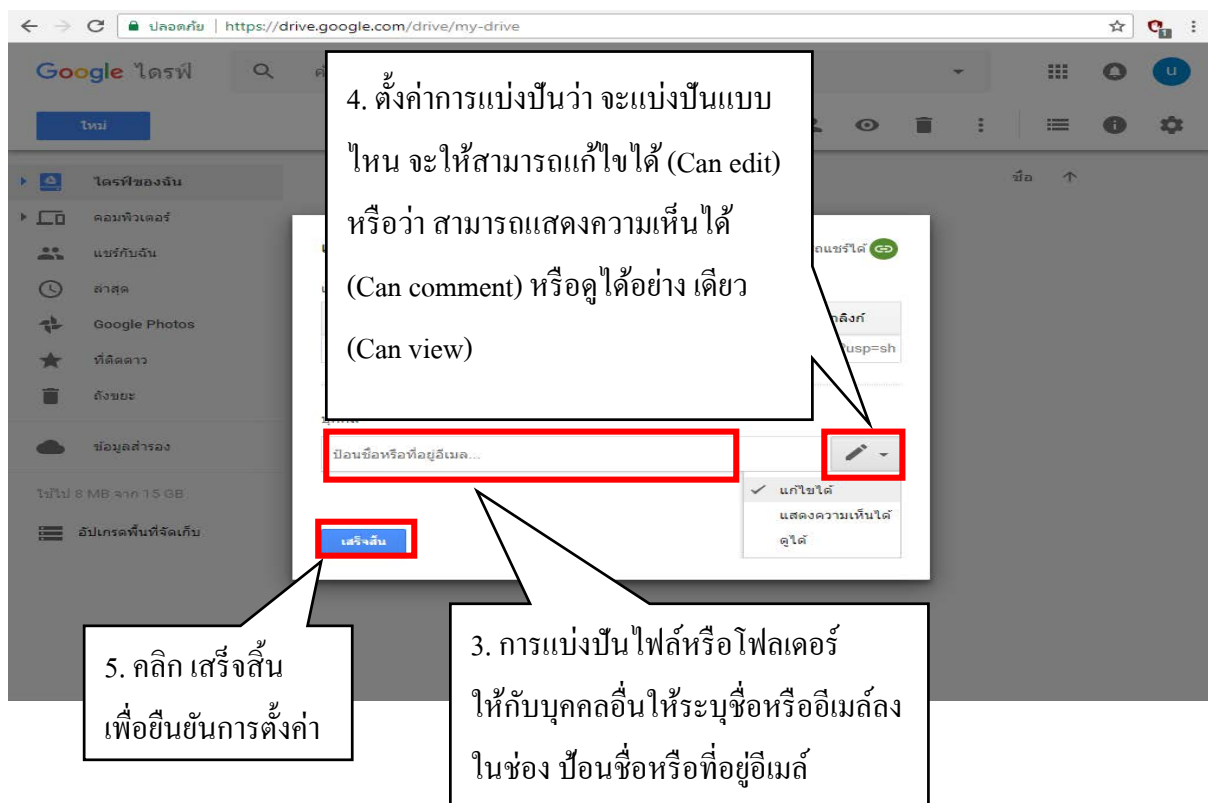 ปลอดภัย | https://drive.google.com/drive/my-drive
Google ไดรฟ์
ใหม่
ไดรฟ์ของฉัน
คอมพิวเตอร์
แชร์กับฉัน
ล่าสุด
Google Photos
ที่ติดดาว
ถังขยะ
ข้อมูลสำรอง
ใช้ไป 8 MB จาก 15 GB
อัปเกรดพื้นที่จัดเก็บ
U
ชื่อ
4. ตั้งค่าการแบ่งปันว่า จะแบ่งปันแบบ
ไหน จะให้สามารถแก้ไขได้ (Can edit)
หรือว่า สามารถแสดงความเห็นได้
(Can comment) หรือดูได้อย่าง เดียว
(Can view)
?usp=sh
ป้อนชื่อหรือที่อยู่อีเมล...
แก้ไขได้
แสดงความเห็นได้
ดูได้
เสร็จสิ้น
5. คลิก เสร็จสิ้น
เพื่อยืนยันการตั้งค่า
3. การแบ่งปันไฟล์หรือโฟลเดอร์
ให้กับบุคคลอื่นให้ระบุชื่อหรืออีเมล์ลง
ในช่อง ป้อนชื่อหรือที่อยู่อีเมล์